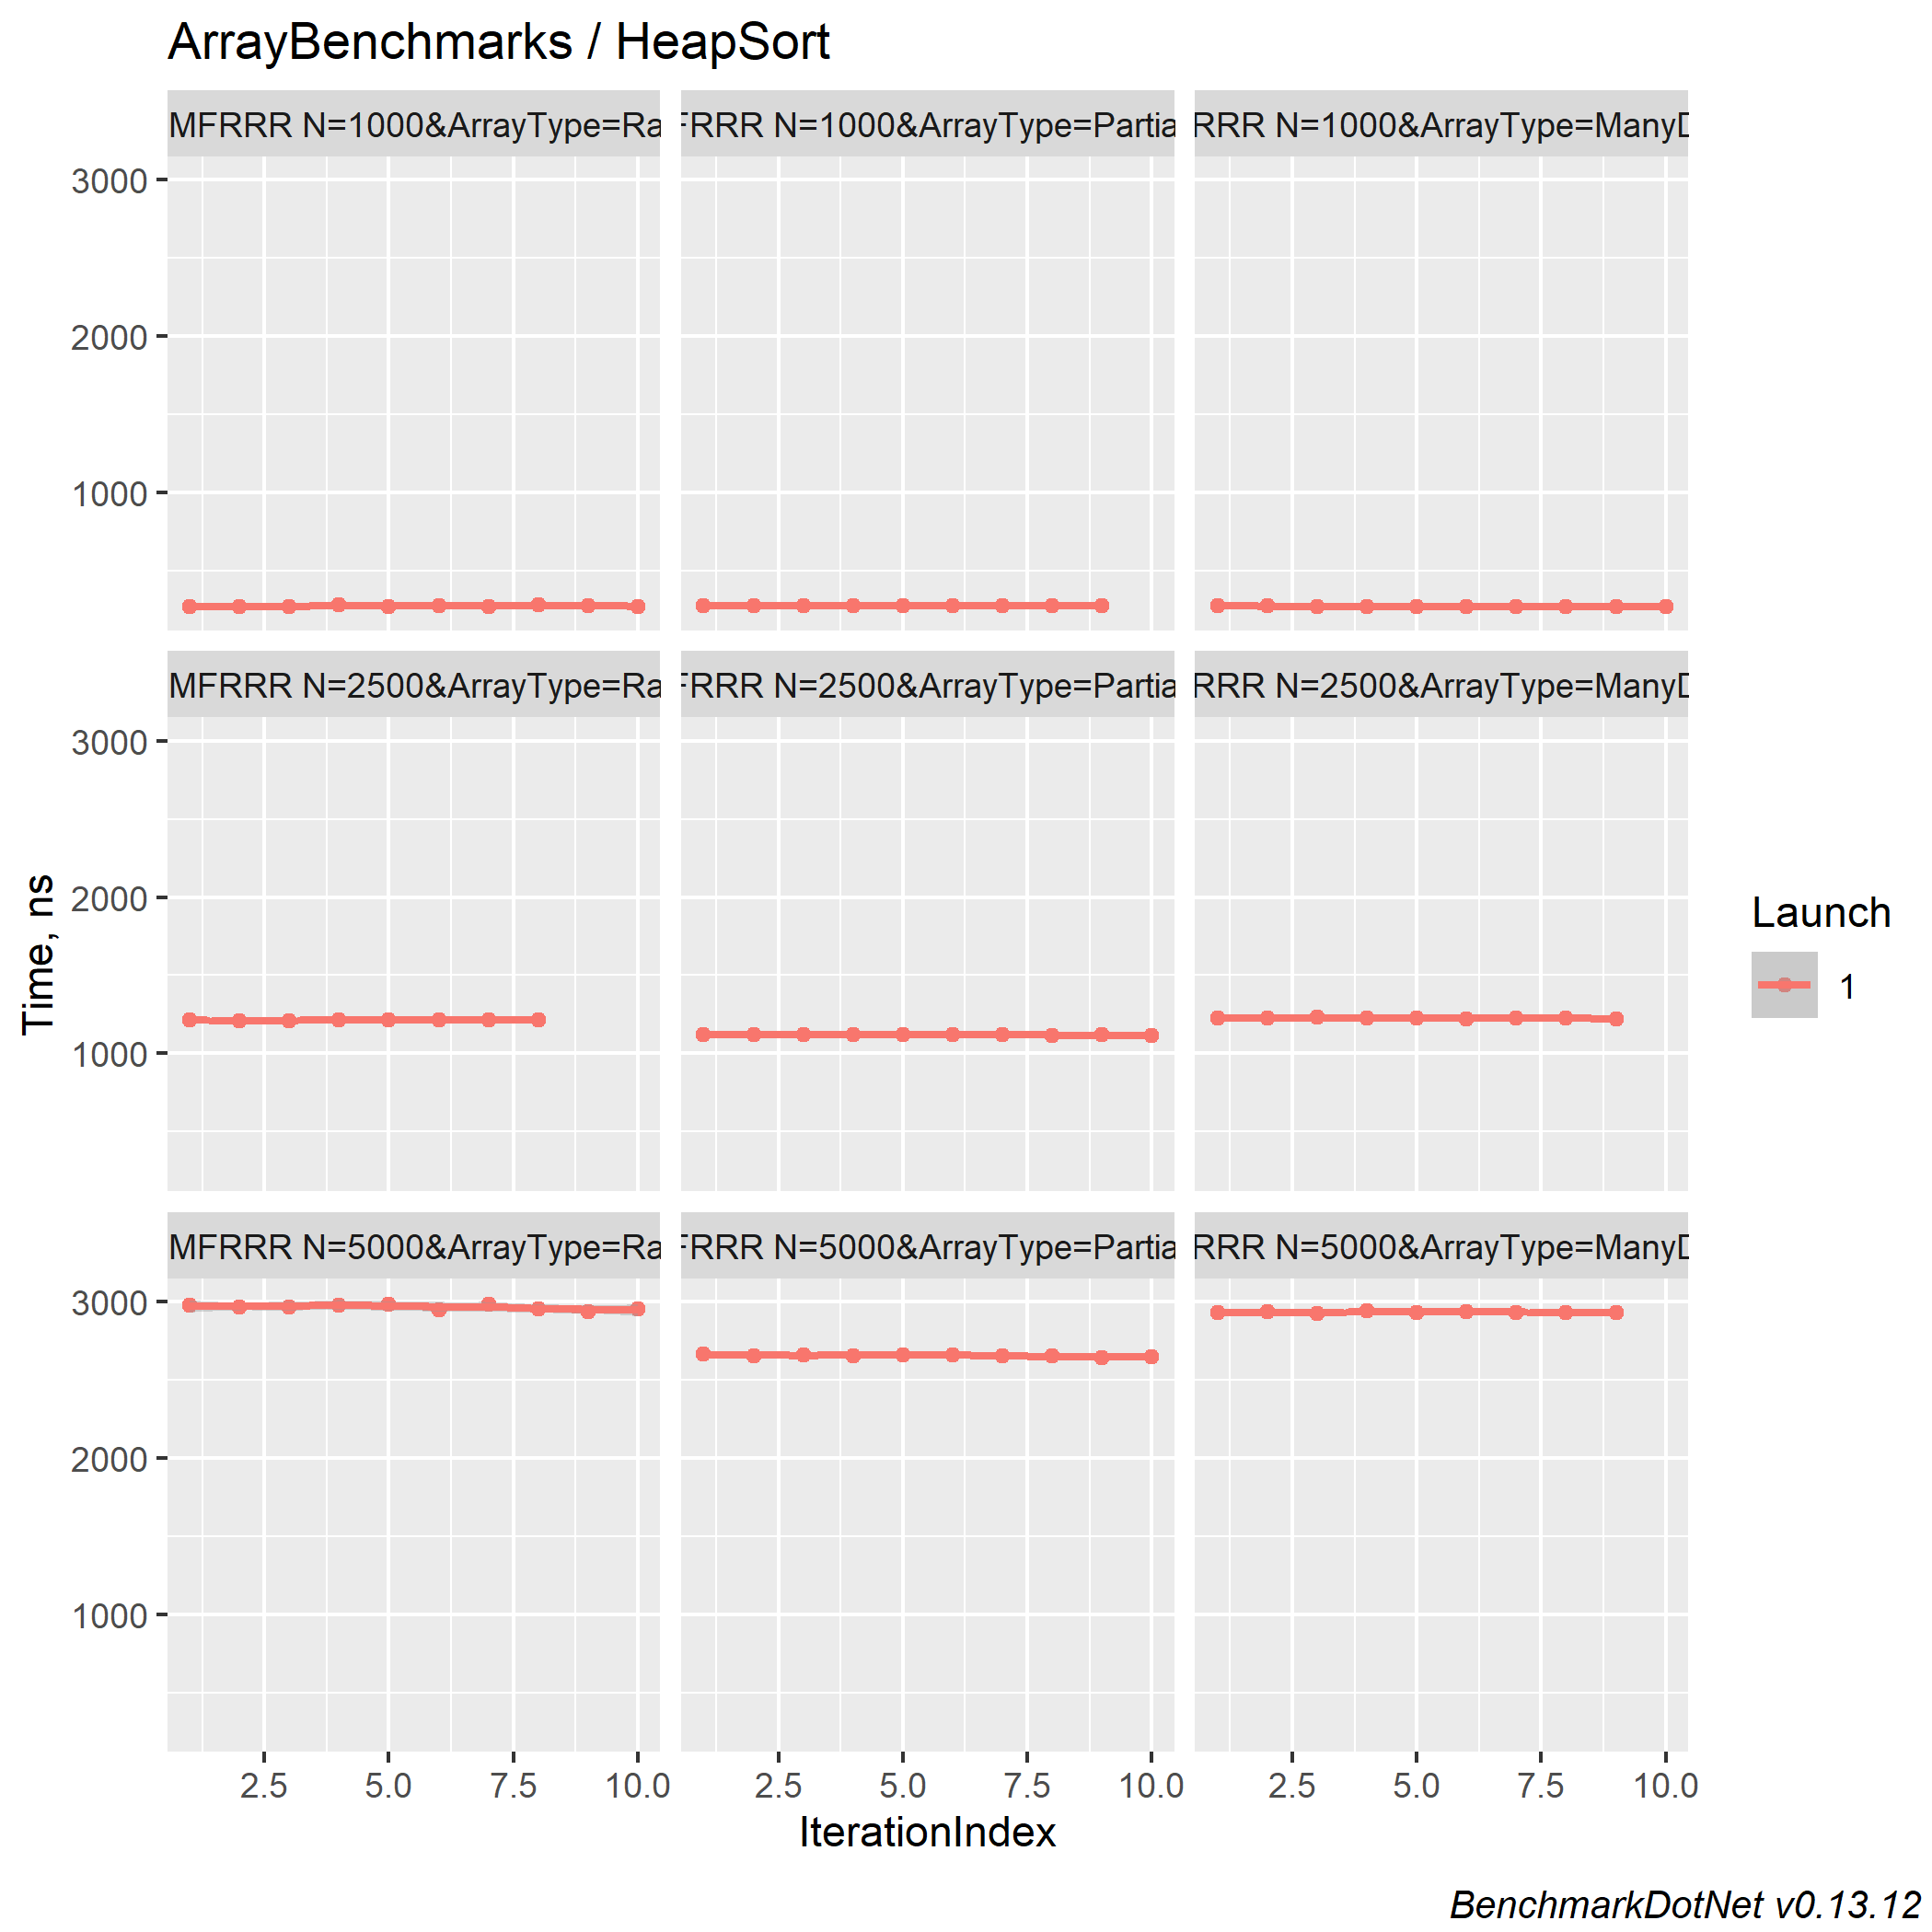 ArrayBenchmarks / HeapSort
MFRRR N=1000&ArrayType=Ra
FRRR N=1000&ArrayType=Partia
RRR N=1000&ArrayType=ManyD
3000
2000
1000
MFRRR N=2500&ArrayType=Ra
FRRR N=2500&ArrayType=Partia
RRR N=2500&ArrayType=ManyD
3000
2000
1000
MFRRR N=5000&ArrayType=Ra
FRRR N=5000&ArrayType=Partia
RRR N=5000&ArrayType=ManyD
3000
2000
1000
2.5 5.0 7.5 10.0
2.5 5.0 7.5 10.0
2.5 5.0 7.5 10.0
Time, ns
IterationIndex
Launch
1
BenchmarkDotNet v0.13.12